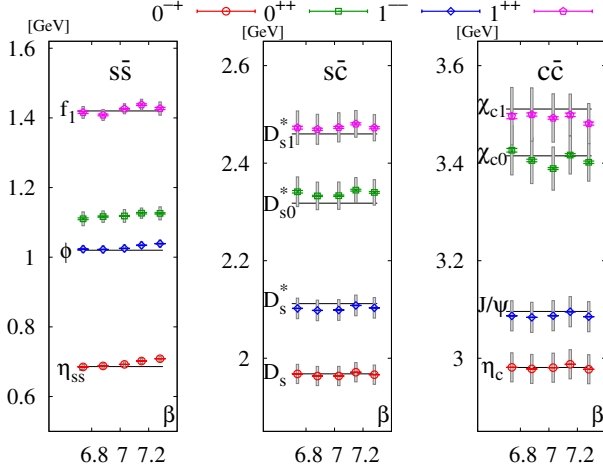 0⁻⁺ 0⁺⁺ 1⁻⁻ 1⁺⁺
[GeV] [GeV] [GeV]
ss̄ sc̄ cc̄
1.6 1.4 1.2 1 0.8 0.6
f₁
ϕ
η_ss
6.8 7 7.2
β
2.6 2.4 2.2 2
D*_s1
D*_s0
D*_s
D_s
6.8 7 7.2
β
3.6 3.4 3.2 3
χ_c1
χ_c0
J/ψ
η_c
6.8 7 7.2
β